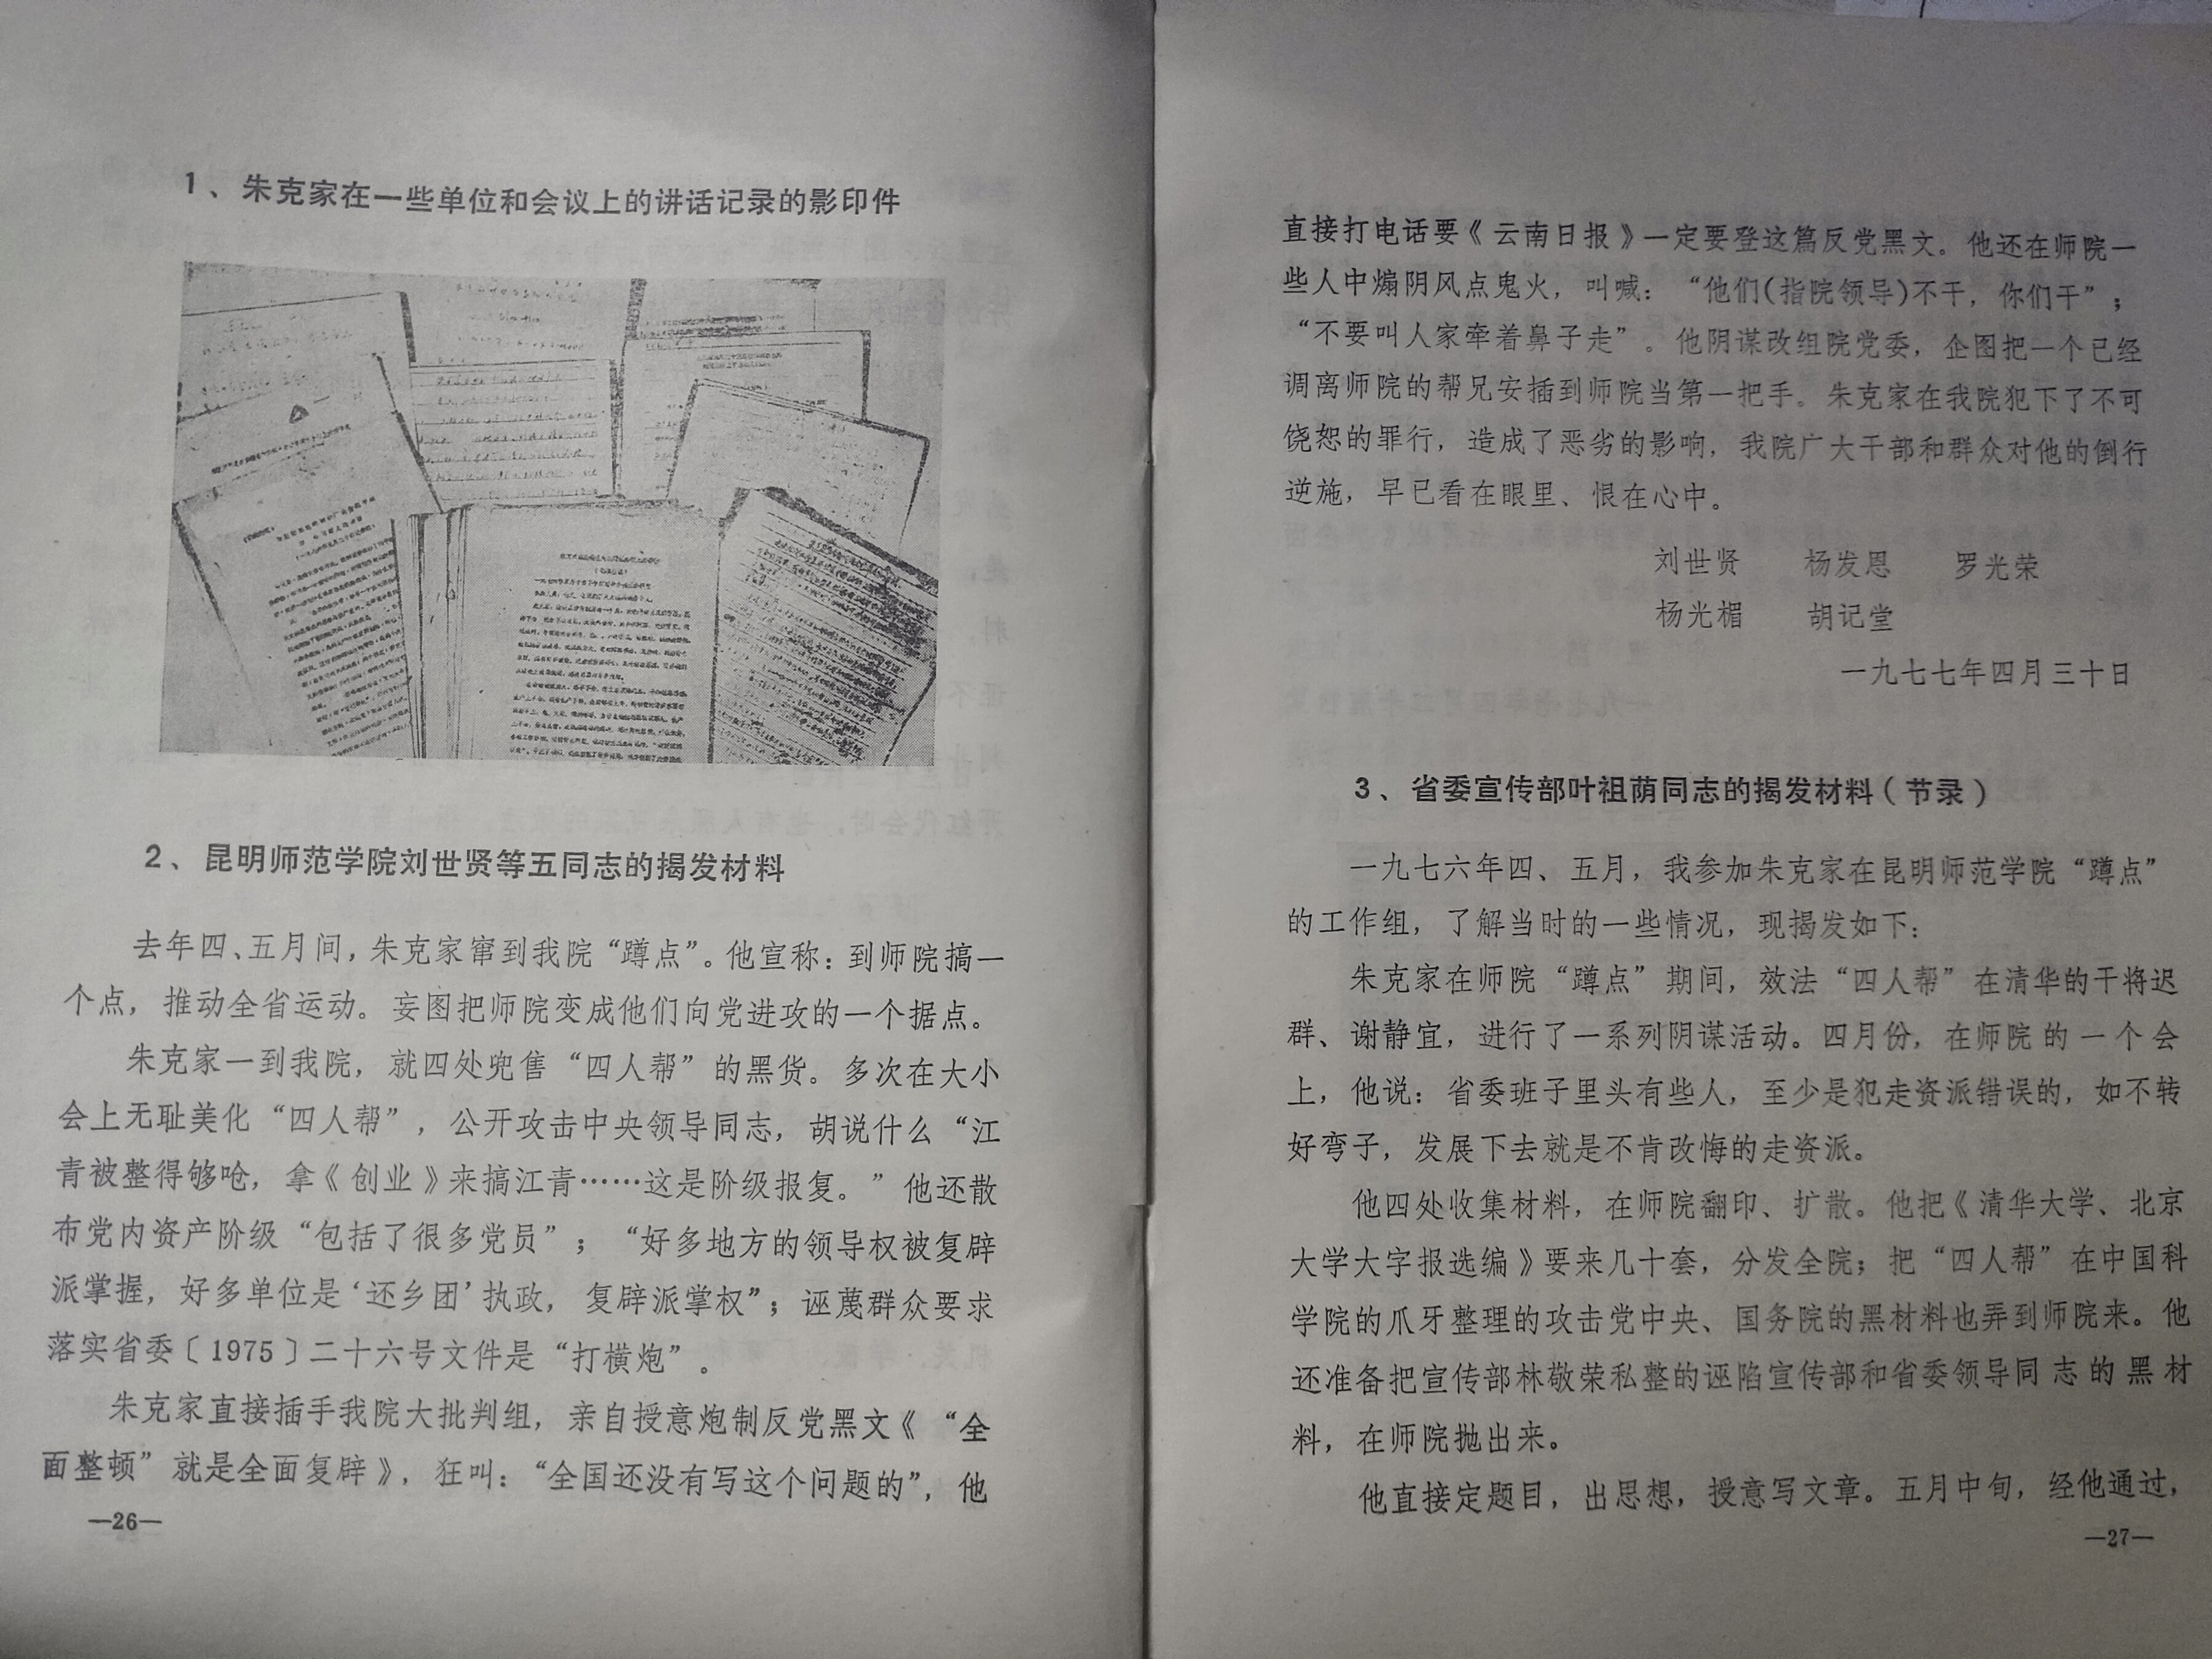 1、朱克家在一些单位和会议上的讲话记录的影印件
2、昆明师范学院刘世贤等五同志的揭发材料
去年四、五月间，朱克家窜到我院“蹲点”。他宣称：到师院搞一
个点，推动全省运动。妄图把师院变成他们向党进攻的一个据点。
朱克家一到我院，就四处兜售“四人帮”的黑货。多次在大小
会上无耻美化“四人帮”，公开攻击中央领导同志，胡说什么“江
青被整得够呛，拿《创业》来搞江青……这是阶级报复。”他还散
布党内资产阶级“包括了很多党员”；“好多地方的领导权被复辟
派掌握，好多单位是‘还乡团’执政，复辟派掌权”；诬蔑群众要求
落实省委〔1975〕二十六号文件是“打横炮”。
朱克家直接插手我院大批判组，亲自授意炮制反党黑文《“全
面整顿”就是全面复辟》，狂叫：“全国还没有写这个问题的”，他
—26—
直接打电话要《云南日报》一定要登这篇反党黑文。他还在师院一
些人中煽阴风点鬼火，叫喊：“他们(指院领导)不干，你们干”；
“不要叫人家牵着鼻子走”。他阴谋改组院党委，企图把一个已经
调离师院的帮兄安插到师院当第一把手。朱克家在我院犯下了不可
饶恕的罪行，造成了恶劣的影响，我院广大干部和群众对他的倒行
逆施，早已看在眼里、恨在心中。
刘世贤 杨发恩 罗光荣
杨光楣 胡记堂
一九七七年四月三十日
3、省委宣传部叶祖荫同志的揭发材料（节录）
一九七六年四、五月，我参加朱克家在昆明师范学院“蹲点”
的工作组，了解当时的一些情况，现揭发如下：
朱克家在师院“蹲点”期间，效法“四人帮”在清华的干将迟
群、谢静宜，进行了一系列阴谋活动。四月份，在师院的一个会
上，他说：省委班子里头有些人，至少是犯走资派错误的，如不转
好弯子，发展下去就是不肯改悔的走资派。
他四处收集材料，在师院翻印、扩散。他把《清华大学、北京
大学大字报选编》要来几十套，分发全院；把“四人帮”在中国科
学院的爪牙整理的攻击党中央、国务院的黑材料也弄到师院来。他
还准备把宣传部林敬荣私整的诬陷宣传部和省委领导同志的黑材
料，在师院抛出来。
他直接定题目，出思想，授意写文章。五月中旬，经他通过，
—27—